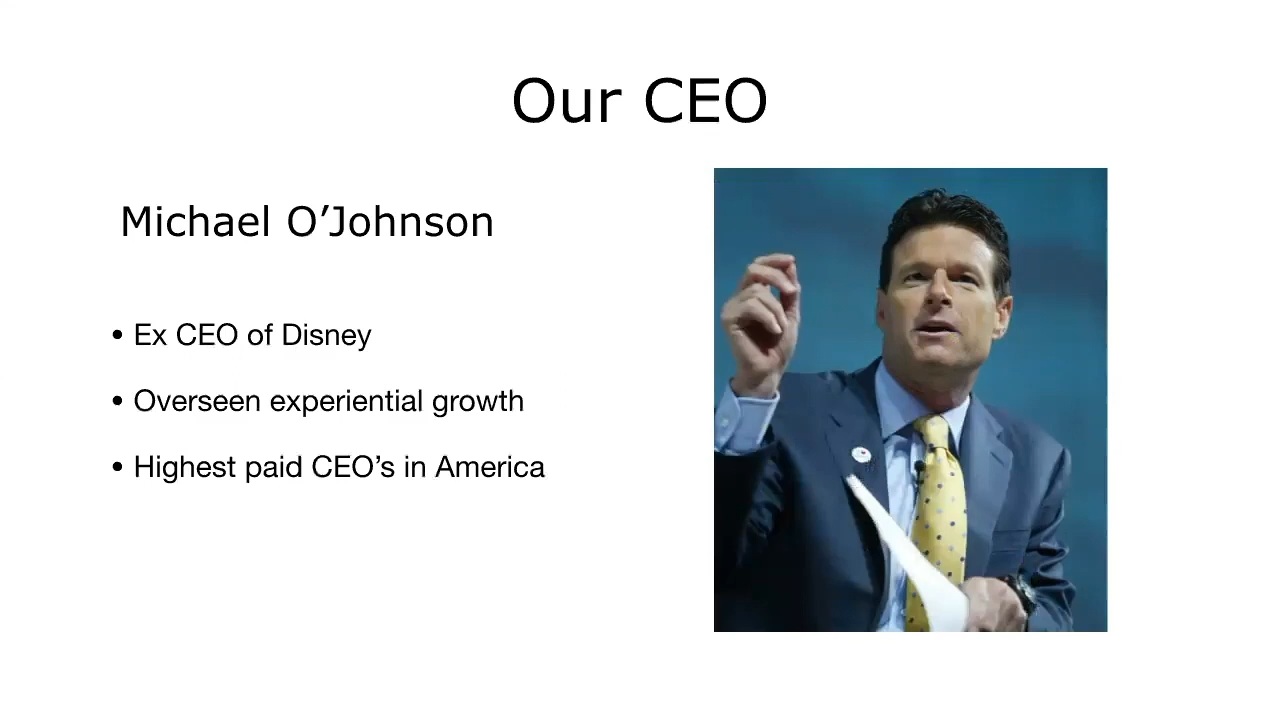 Our CEO
Michael O’Johnson
• Ex CEO of Disney
• Overseen experiential growth
• Highest paid CEO’s in America